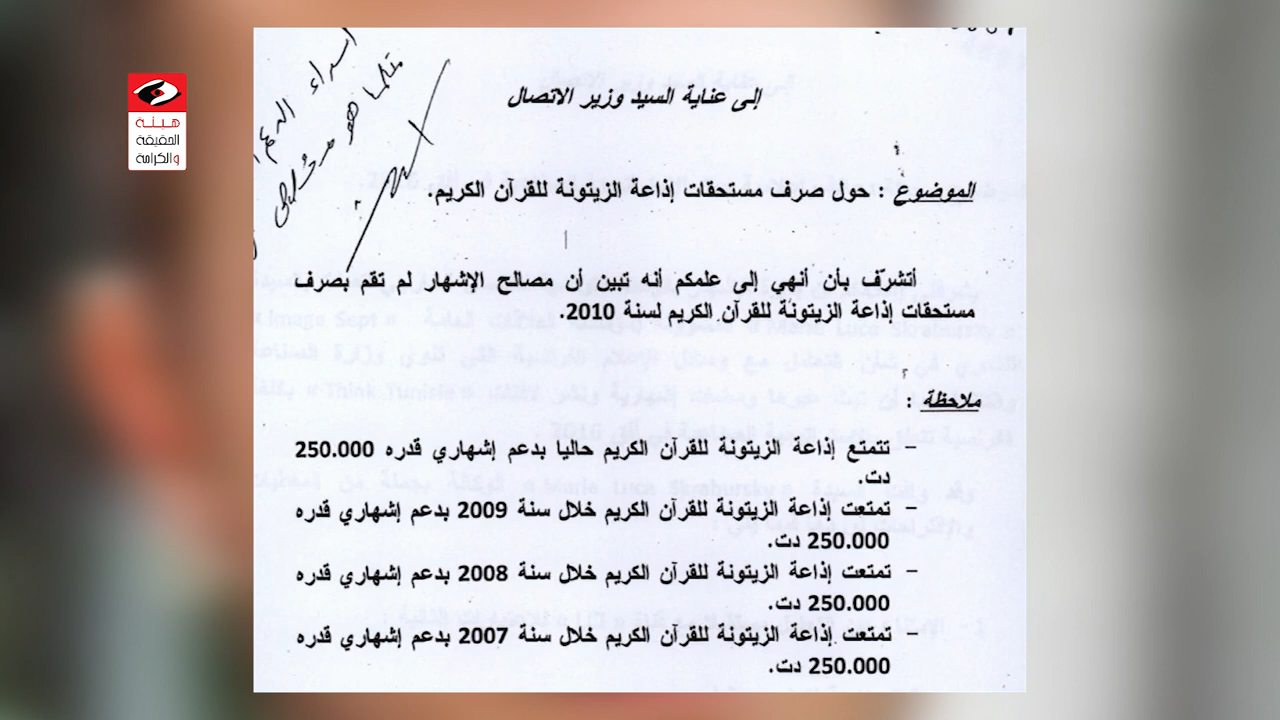 هيئة
الحقيقة
والكرامة
إلى عناية السيد وزير الاتصال
الموضوع : حول صرف مستحقات إذاعة الزيتونة للقرآن الكريم.
أتشرّف بأن أنهي إلى علمكم أنه تبين أن مصالح الإشهار لم تقم بصرف
مستحقات إذاعة الزيتونة للقرآن الكريم لسنة 2010.
ملاحظة :
– تتمتع إذاعة الزيتونة للقرآن الكريم حاليا بدعم إشهاري قدره 250.000
دت.
– تمتعت إذاعة الزيتونة للقرآن الكريم خلال سنة 2009 بدعم إشهاري قدره
250.000 دت.
– تمتعت إذاعة الزيتونة للقرآن الكريم خلال سنة 2008 بدعم إشهاري قدره
250.000 دت.
– تمتعت إذاعة الزيتونة للقرآن الكريم خلال سنة 2007 بدعم إشهاري قدره
250.000 دت.